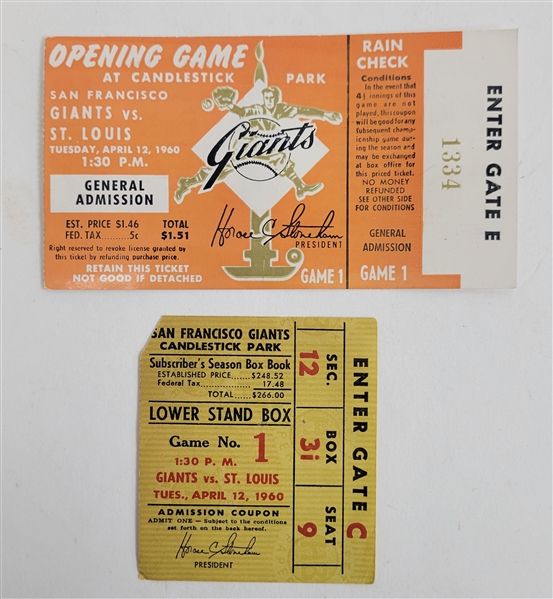 OPENING GAME
AT CANDLESTICK PARK
SAN FRANCISCO
GIANTS VS.
ST. LOUIS
TUESDAY, APRIL 12, 1960
1:30 P.M.
GENERAL
ADMISSION
EST. PRICE $1.46 TOTAL
FED. TAX ........ 5c $1.51
Right reserved to revoke license granted by
this ticket by refunding purchase price.
RETAIN THIS TICKET
NOT GOOD IF DETACHED
Giants
Horace C. Stoneham
PRESIDENT
GAME 1
RAIN
CHECK
Conditions
In the event that
4½ innings of this
game are not
played, this coupon
will be good for any
subsequent cham-
pionship game
during the season
and may be
exchanged at
box office for
this priced ticket.
NO MONEY
REFUNDED
SEE OTHER SIDE
FOR CONDITIONS
GENERAL
ADMISSION
GAME 1
1334
ENTER GATE E
SAN FRANCISCO GIANTS
CANDLESTICK PARK
Subscriber's Season Box Book
ESTABLISHED PRICE.....$248.52
Federal Tax.................. 17.48
TOTAL..........$266.00
LOWER STAND BOX
Game No. 1
1:30 P. M.
GIANTS vs. ST. LOUIS
TUES., APRIL 12, 1960
ADMISSION COUPON
ADMIT ONE – Subject to the conditions
set forth on the back hereof.
Horace C. Stoneham
PRESIDENT
SEC. 12
BOX 31
SEAT 9
ENTER GATE C